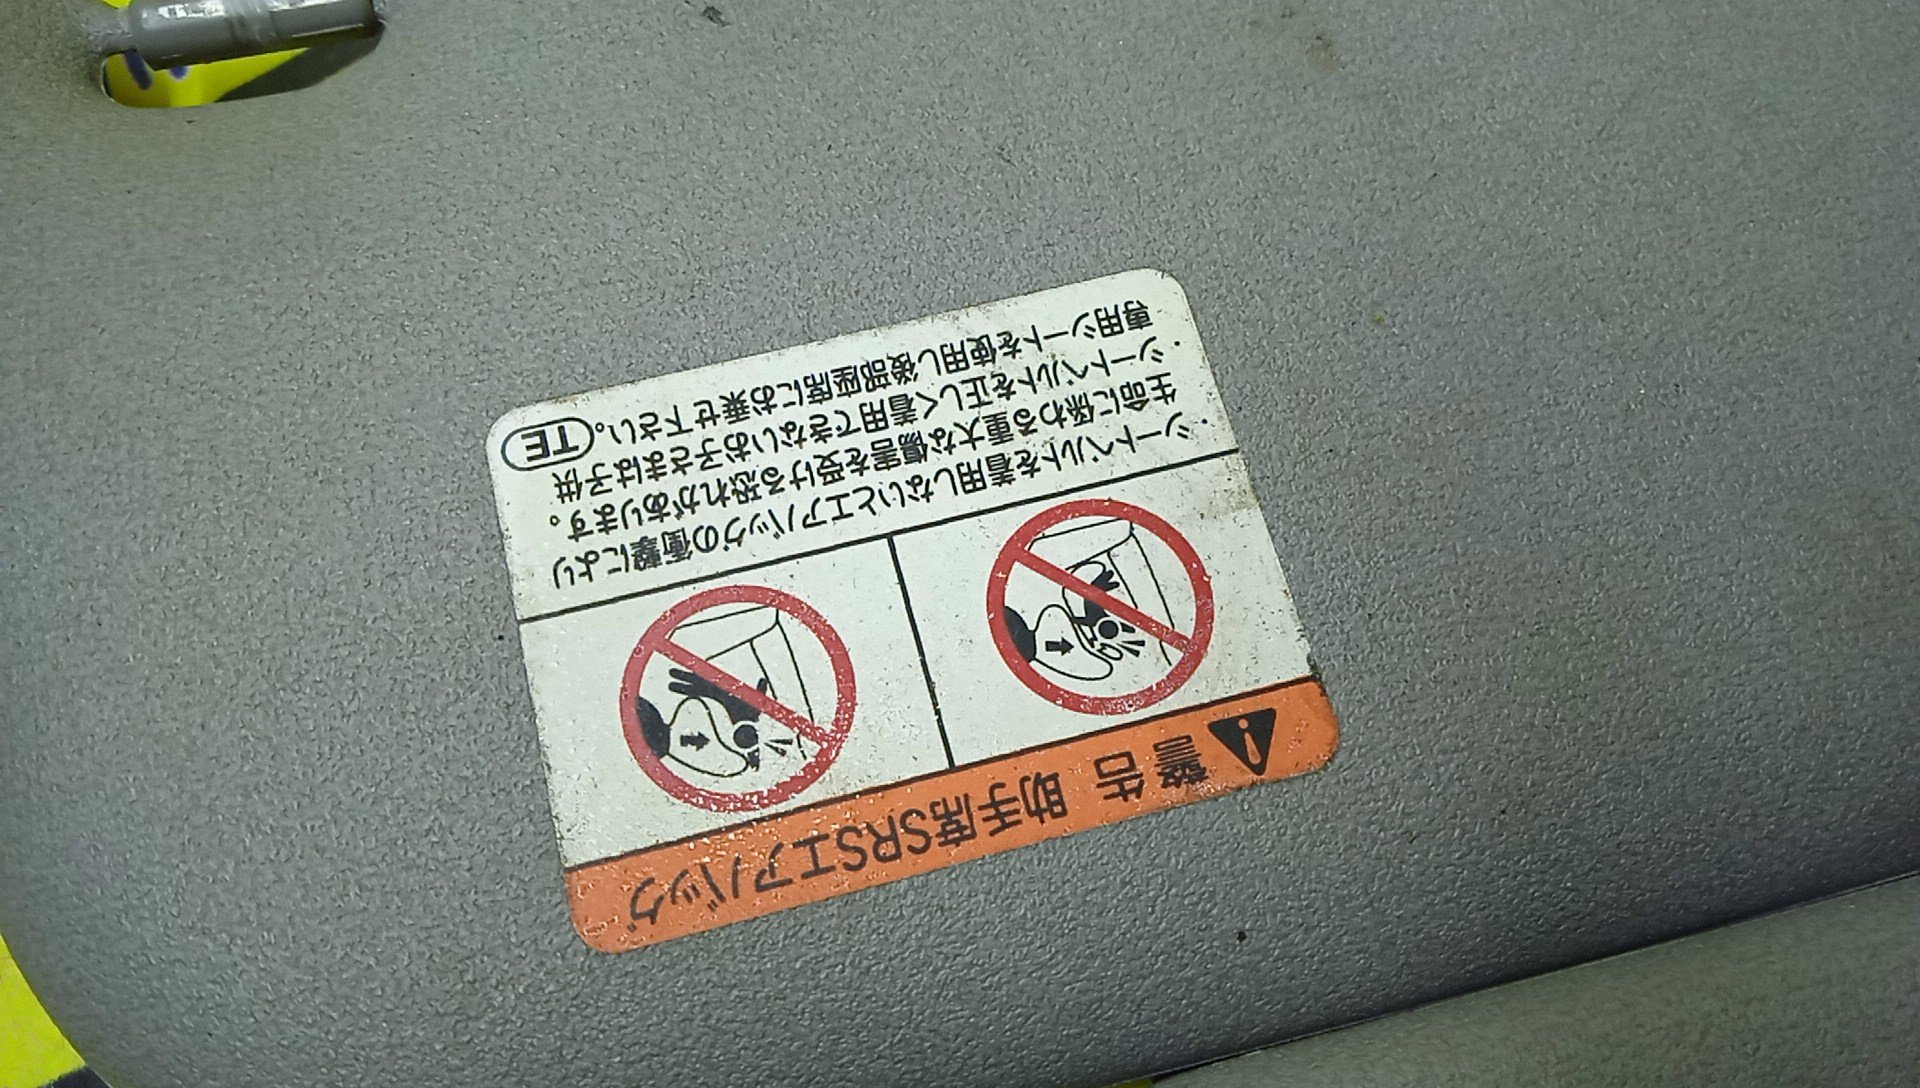 警告 助手席SRSエアバッグ
・シートベルトを着用しないとエアバッグの衝撃により
生命に係わる重大な傷害を受ける恐れがあります。
・シートベルトを正しく着用できないお子さまは子供
専用シートを使用し後部座席にお乗せ下さい。
TE